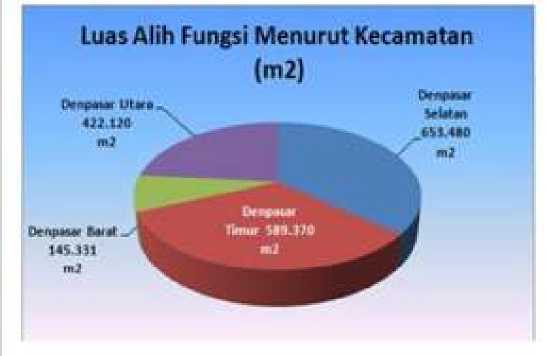 Luas Alih Fungsi Menurut Kecamatan
(m2)
Denpasar Utara
422.120
m2
Denpasar
Selatan
653.480
m2
Denpasar
Timur 589.370
m2
Denpasar Barat
145.331
m2